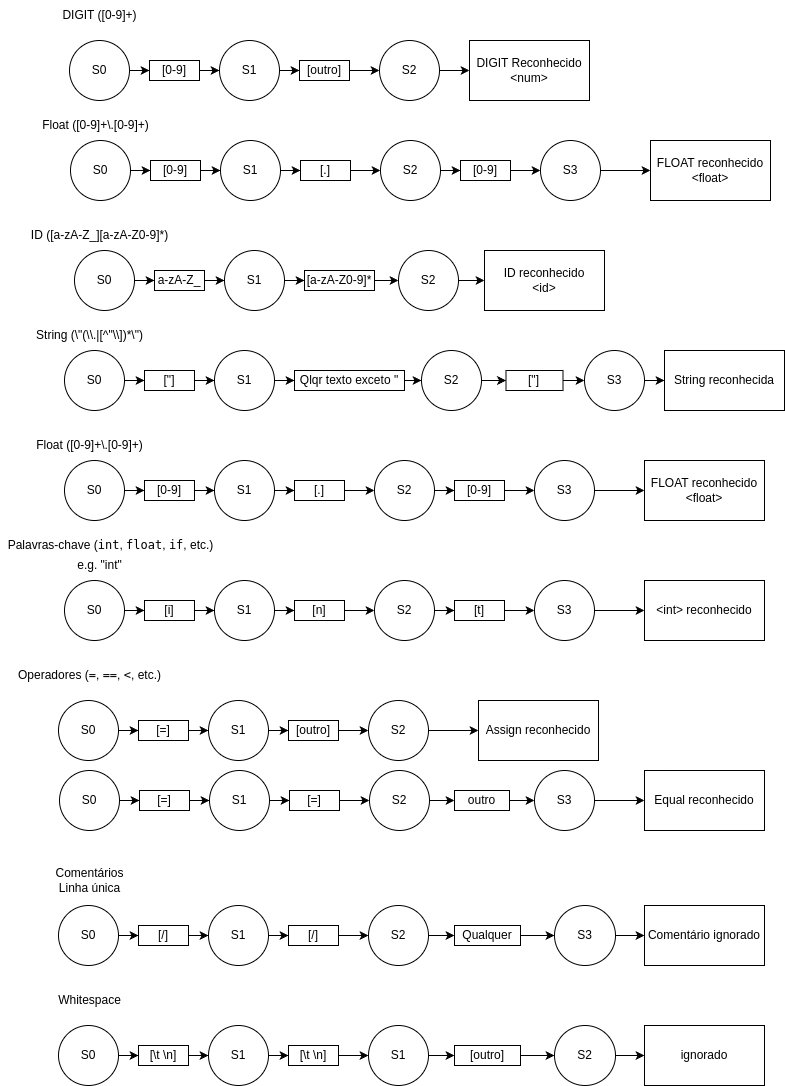 DIGIT ([0-9]+)
S0
[0-9]
S1
[outro]
S2
DIGIT Reconhecido
<num>
Float ([0-9]+\.[0-9]+)
S0
[0-9]
S1
[.]
S2
[0-9]
S3
FLOAT reconhecido
<float>
ID ([a-zA-Z_][a-zA-Z0-9]*)
S0
a-zA-Z_
S1
[a-zA-Z0-9]*
S2
ID reconhecido
<id>
String (\"(\\.|[^"\\])*\")
S0
["]
S1
Qlqr texto exceto "
S2
["]
S3
String reconhecida
Float ([0-9]+\.[0-9]+)
S0
[0-9]
S1
[.]
S2
[0-9]
S3
FLOAT reconhecido
<float>
Palavras-chave (int, float, if, etc.)
e.g. "int"
S0
[i]
S1
[n]
S2
[t]
S3
<int> reconhecido
Operadores (=, ==, <, etc.)
S0
[=]
S1
[outro]
S2
Assign reconhecido
S0
[=]
S1
[=]
S2
outro
S3
Equal reconhecido
Comentários
Linha única
S0
[/]
S1
[/]
S2
Qualquer
S3
Comentário ignorado
Whitespace
S0
[\t \n]
S1
[\t \n]
S1
[outro]
S2
ignorado